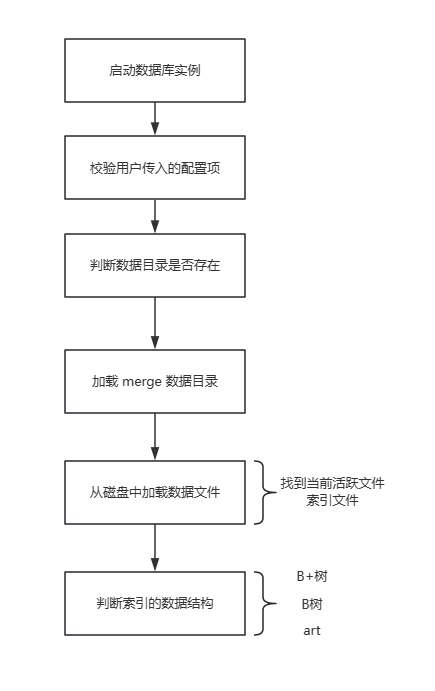 启动数据库实例
校验用户传入的配置项
判断数据目录是否存在
加载 merge 数据目录
从磁盘中加载数据文件
找到当前活跃文件
索引文件
判断索引的数据结构
B+树
B树
art